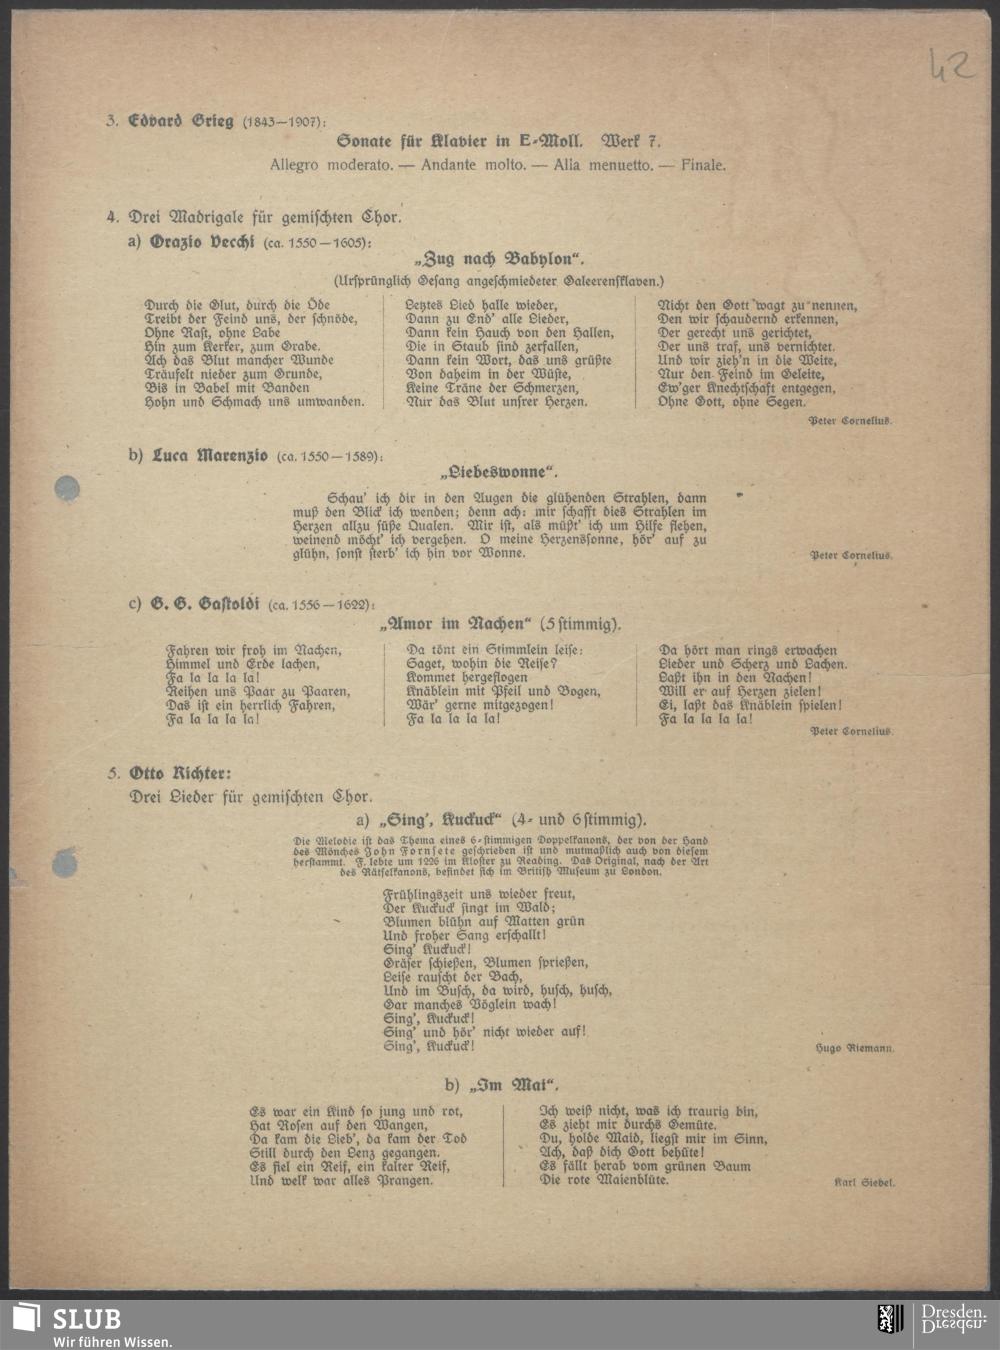 42
3. Edvard Grieg (1843—1907):
Sonate für Klavier in E-Moll. Werk 7.
Allegro moderato. — Andante molto. — Alla menuetto. — Finale.
4. Drei Madrigale für gemischten Chor.
a) Orazio Vecchi (ca. 1550—1605):
„Zug nach Babylon“.
(Ursprünglich Gesang angeschmiedeter Galeerensklaven.)
Durch die Glut, durch die Öde
Treibt der Feind uns, der schnöde,
Ohne Rast, ohne Labe
Hin zum Kerker, zum Grabe.
Ach das Blut mancher Wunde
Träufelt nieder zum Grunde,
Bis in Babel mit Banden
Hohn und Schmach uns umwanden.
Letztes Lied halle wieder,
Dann zu End' alle Lieder,
Dann kein Hauch von den Hallen,
Die in Staub sind zerfallen,
Dann kein Wort, das uns grüßte
Von daheim in der Wüste,
Keine Träne der Schmerzen,
Nur das Blut unsrer Herzen.
Nicht den Gott wagt zu nennen,
Den wir schaudernd erkennen,
Der gerecht uns gerichtet,
Der uns traf, uns vernichtet.
Und wir zieh'n in die Weite,
Nur den Feind im Geleite,
Ew'ger Knechtschaft entgegen,
Ohne Gott, ohne Segen.
Peter Cornelius.
b) Luca Marenzio (ca. 1550—1589):
„Liebeswonne“.
Schau' ich dir in den Augen die glühenden Strahlen, dann
muß den Blick ich wenden; denn ach: mir schafft dies Strahlen im
Herzen allzu süße Qualen. Mir ist, als müßt' ich um Hilfe flehen,
weinend möcht' ich vergehen. O meine Herzenssonne, hör' auf zu
glühn, sonst sterb' ich hin vor Wonne.
Peter Cornelius.
c) G. G. Gastoldi (ca. 1556—1622):
„Amor im Nachen“ (5stimmig).
Fahren wir froh im Nachen,
Himmel und Erde lachen,
Fa la la la la!
Reihen uns Paar zu Paaren,
Das ist ein herrlich Fahren,
Fa la la la la!
Da tönt ein Stimmlein leise:
Saget, wohin die Reise?
Kommet hergeflogen
Knäblein mit Pfeil und Bogen,
Wär' gerne mitgezogen!
Fa la la la la!
Da hört man rings erwachen
Lieder und Scherz und Lachen.
Laßt ihn in den Nachen!
Will er auf Herzen zielen!
Ei, laßt das Knäblein spielen!
Fa la la la la!
Peter Cornelius.
5. Otto Richter:
Drei Lieder für gemischten Chor.
a) „Sing', Kuckuck“ (4- und 6stimmig).
Die Melodie ist das Thema eines 6-stimmigen Doppelkanons, der von der Hand
des Mönches John Fornsete geschrieben ist und mutmaßlich auch von diesem
herstammt. F. lebte um 1226 im Kloster zu Reading. Das Original, nach der Art
des Rätselkanons, befindet sich im British Museum zu London.
Frühlingszeit uns wieder freut,
Der Kuckuck singt im Wald;
Blumen blühn auf Matten grün
Und froher Sang erschallt!
Sing' Kuckuck!
Gräser schießen, Blumen sprießen,
Leise rauscht der Bach,
Und im Busch, da wird, husch, husch,
Gar manches Vöglein wach!
Sing', Kuckuck!
Sing' und hör' nicht wieder auf!
Sing', Kuckuck!
Hugo Riemann.
b) „Im Mai“.
Es war ein Kind so jung und rot,
Hat Rosen auf den Wangen,
Da kam die Lieb', da kam der Tod
Still durch den Lenz gegangen.
Es fiel ein Reif, ein kalter Reif,
Und welk war alles Prangen.
Ich weiß nicht, was ich traurig bin,
Es zieht mir durchs Gemüte.
Du, holde Maid, liegst mir im Sinn,
Ach, daß dich Gott behüte!
Es fällt herab vom grünen Baum
Die rote Maienblüte.
Karl Siebel.
SLUB
Wir führen Wissen.
Dresden.
Dresden.